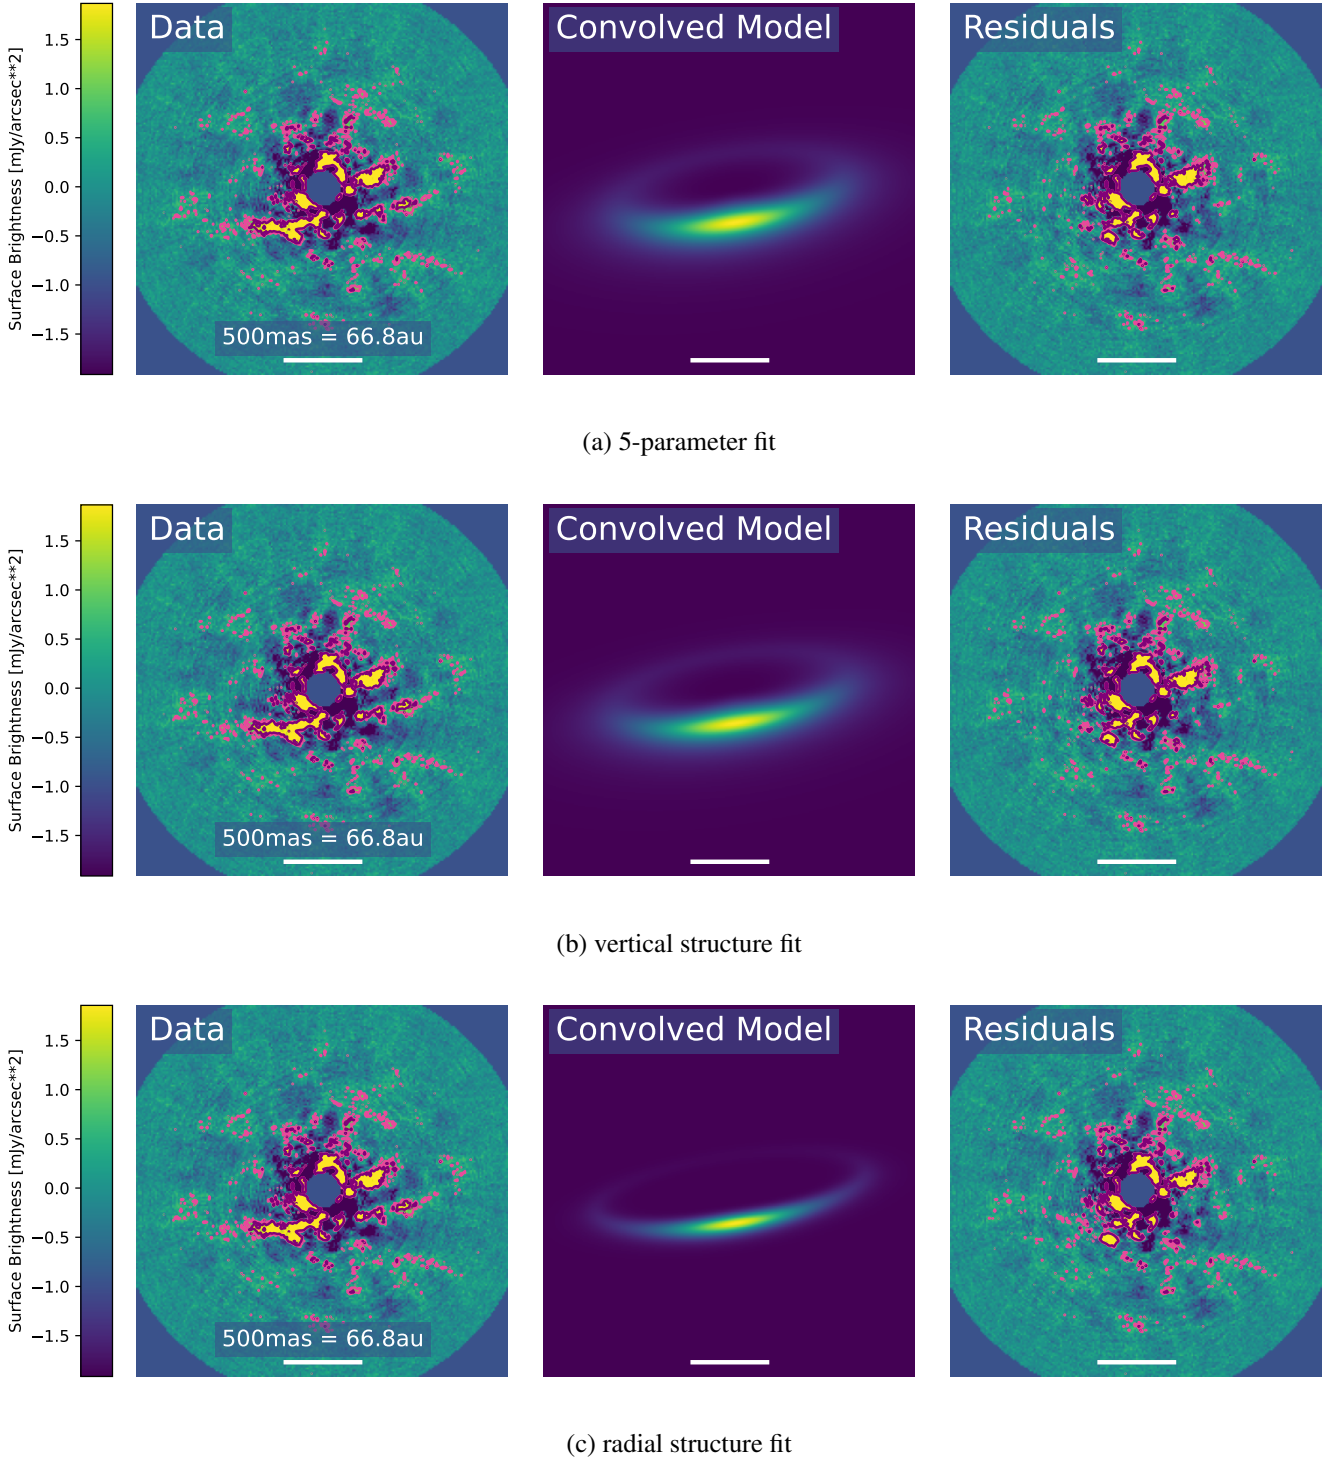 Data
Convolved Model
Residuals
Surface Brightness [mJy/arcsec**2]
1.5
1.0
0.5
0.0
−0.5
−1.0
−1.5
500mas = 66.8au
(a) 5-parameter fit
Data
Convolved Model
Residuals
Surface Brightness [mJy/arcsec**2]
1.5
1.0
0.5
0.0
−0.5
−1.0
−1.5
500mas = 66.8au
(b) vertical structure fit
Data
Convolved Model
Residuals
Surface Brightness [mJy/arcsec**2]
1.5
1.0
0.5
0.0
−0.5
−1.0
−1.5
500mas = 66.8au
(c) radial structure fit